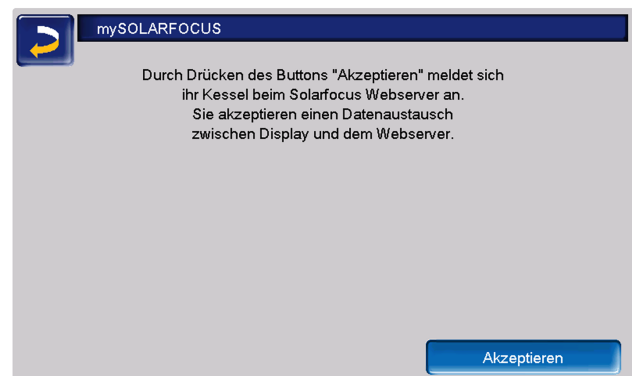 mySOLARFOCUS
Durch Drücken des Buttons "Akzeptieren" meldet sich
ihr Kessel beim Solarfocus Webserver an.
Sie akzeptieren einen Datenaustausch
zwischen Display und dem Webserver.
Akzeptieren